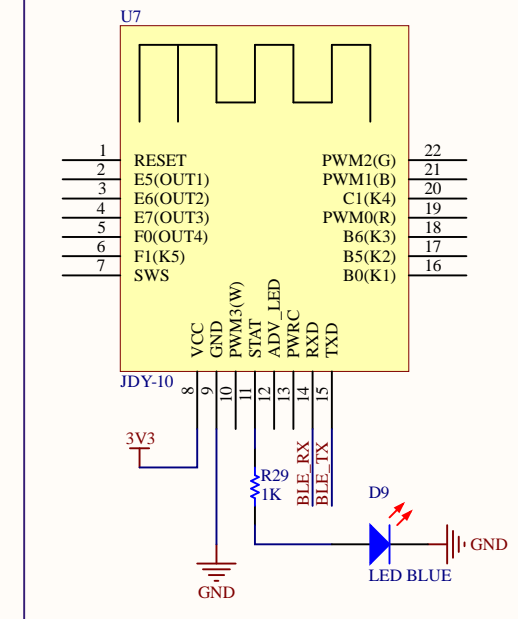 U7
1 RESET PWM2(G) 22
2 E5(OUT1) PWM1(B) 21
3 E6(OUT2) C1(K4) 20
4 E7(OUT3) PWM0(R) 19
5 F0(OUT4) B6(K3) 18
6 F1(K5) B5(K2) 17
7 SWS B0(K1) 16
VCC
GND
PWM3(W)
STAT
ADV_LED
PWRC
RXD
TXD
JDY-10
8
9
10
11
12
13
14
15
3V3
R29
1K
BLE_RX
BLE_TX
D9
GND
LED BLUE
GND